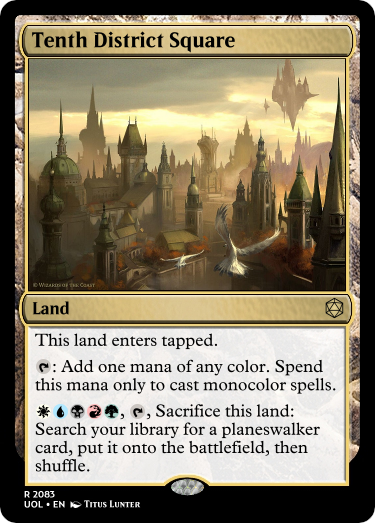 Tenth District Square
© Wizards of the Coast
Land
This land enters tapped.
: Add one mana of any color. Spend
this mana only to cast monocolor spells.
, , Sacrifice this land:
Search your library for a planeswalker
card, put it onto the battlefield, then
shuffle.
R 2083
UOL • EN Titus Lunter